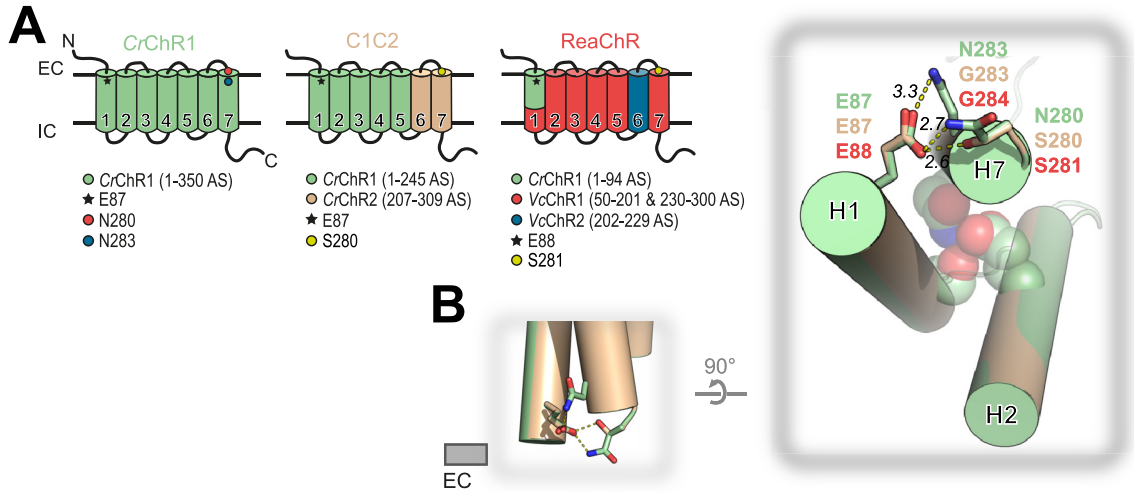 A
N
CrChR1
EC
IC
1 2 3 4 5 6 7
C
CrChR1 (1-350 AS)
E87
N280
N283
C1C2
1 2 3 4 5 6 7
CrChR1 (1-245 AS)
CrChR2 (207-309 AS)
E87
S280
ReaChR
1 2 3 4 5 6 7
CrChR1 (1-94 AS)
VcChR1 (50-201 & 230-300 AS)
VcChR2 (202-229 AS)
E88
S281
B
EC
90°
N283
G283
G284
E87
E87
E88
N280
S280
S281
3.3
2.7
2.6
H7
H1
H2